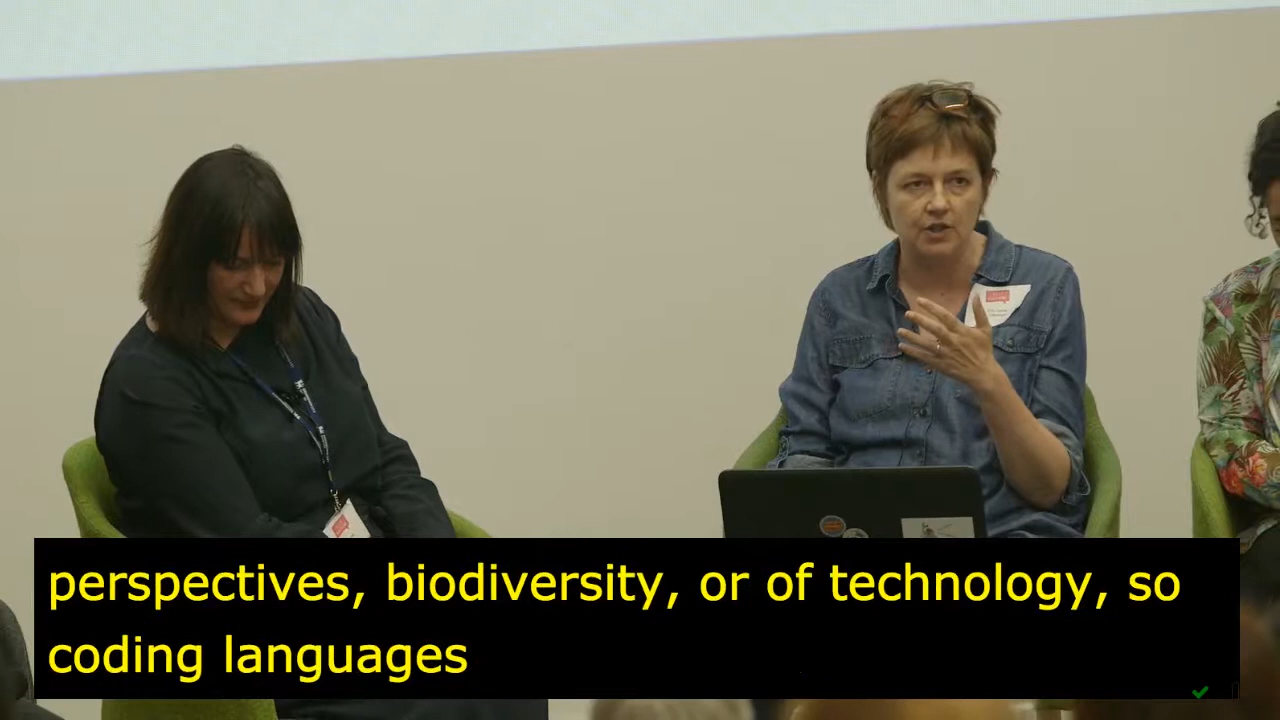 perspectives, biodiversity, or of technology, so
coding languages